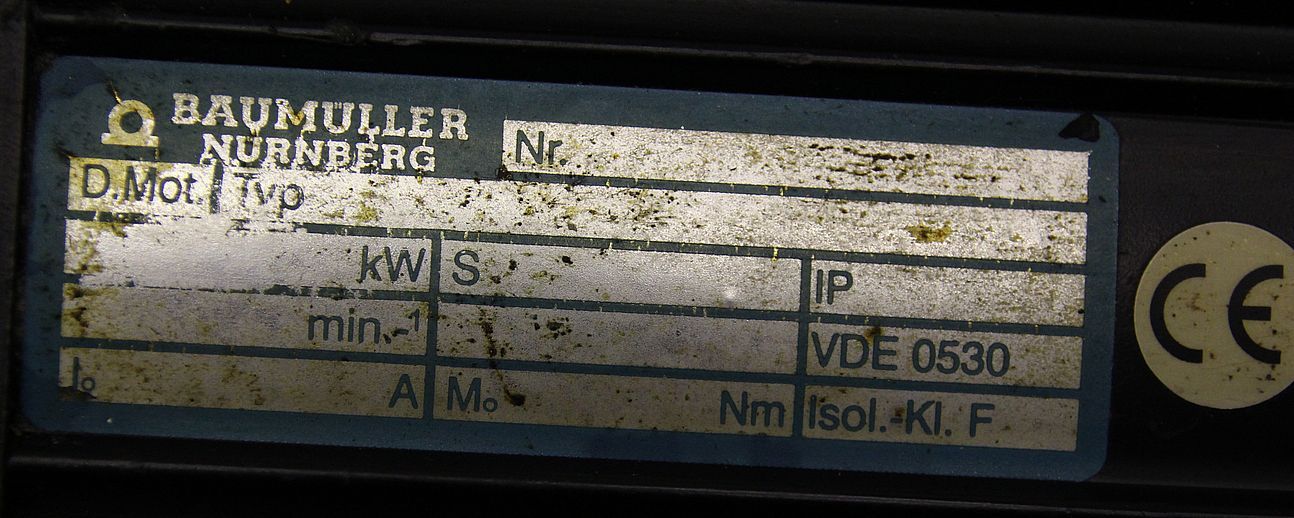 BAUMÜLLER
NÜRNBERG
Nr.
D.Mot. Typ
kW S IP
min.-¹ VDE 0530
I₀ A M₀ Nm Isol.-Kl. F
CE